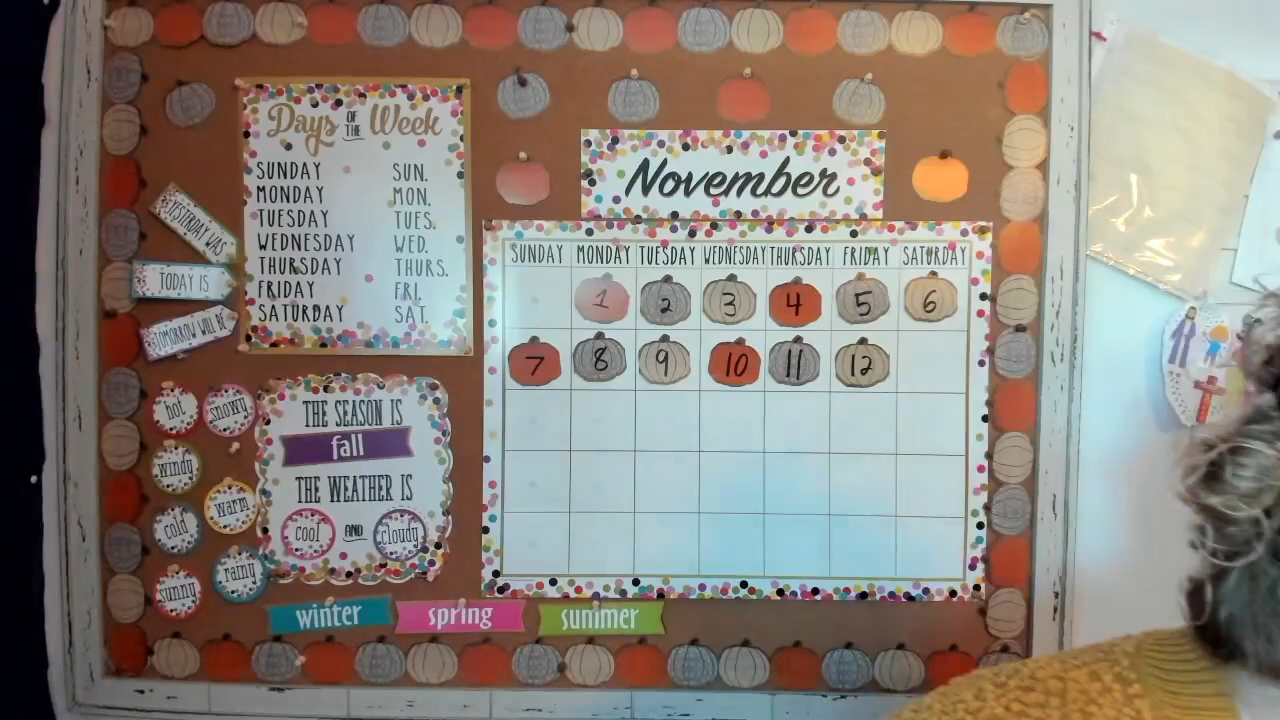 Days OF THE Week
SUNDAY SUN.
MONDAY MON.
TUESDAY TUES.
WEDNESDAY WED.
THURSDAY THURS.
FRIDAY FRI.
SATURDAY SAT.
YESTERDAY WAS
TODAY IS
TOMORROW WILL BE
hot
snowy
windy
warm
cold
rainy
sunny
THE SEASON IS
fall
THE WEATHER IS
cool AND cloudy
winter
spring
summer
November
SUNDAY MONDAY TUESDAY WEDNESDAY THURSDAY FRIDAY SATURDAY
1 2 3 4 5 6
7 8 9 10 11 12